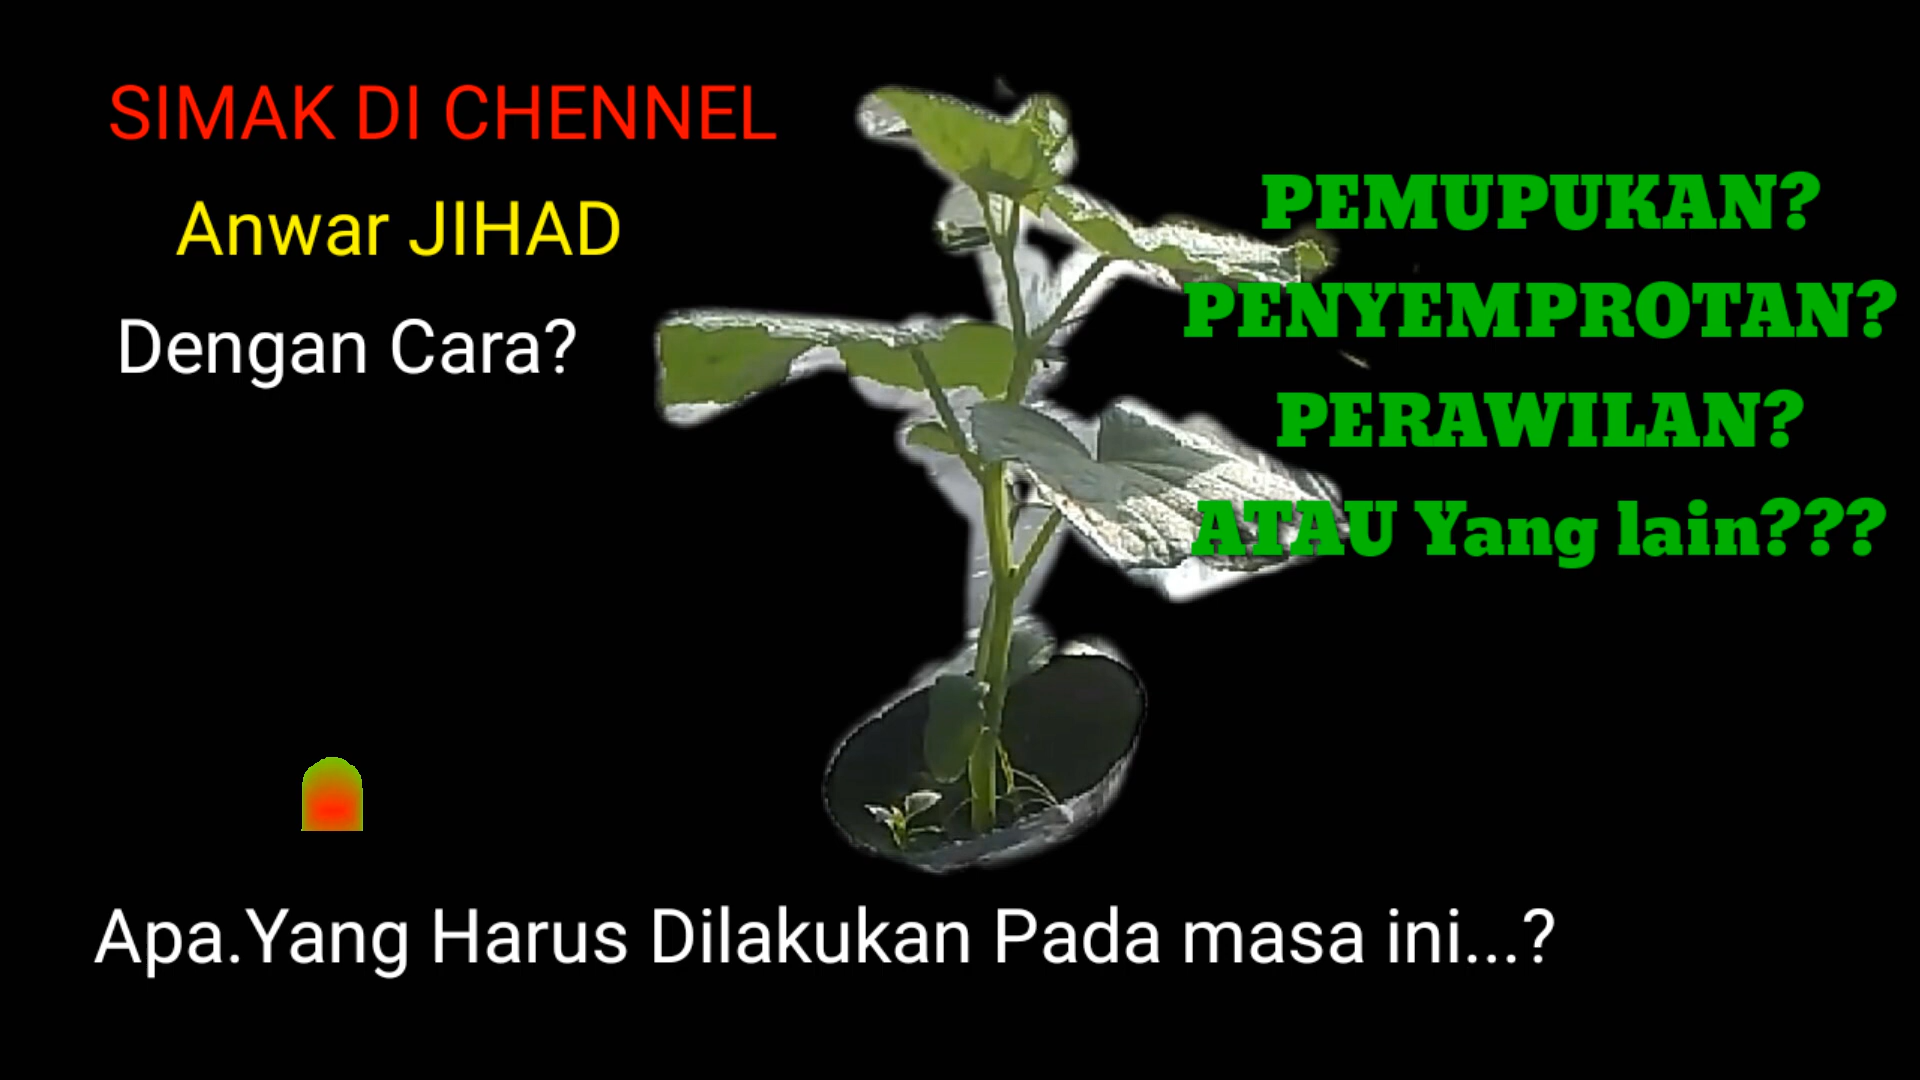 SIMAK DI CHENNEL
Anwar JIHAD
Dengan Cara?
PEMUPUKAN?
PENYEMPROTAN?
PERAWILAN?
ATAU Yang lain???
Apa.Yang Harus Dilakukan Pada masa ini...?